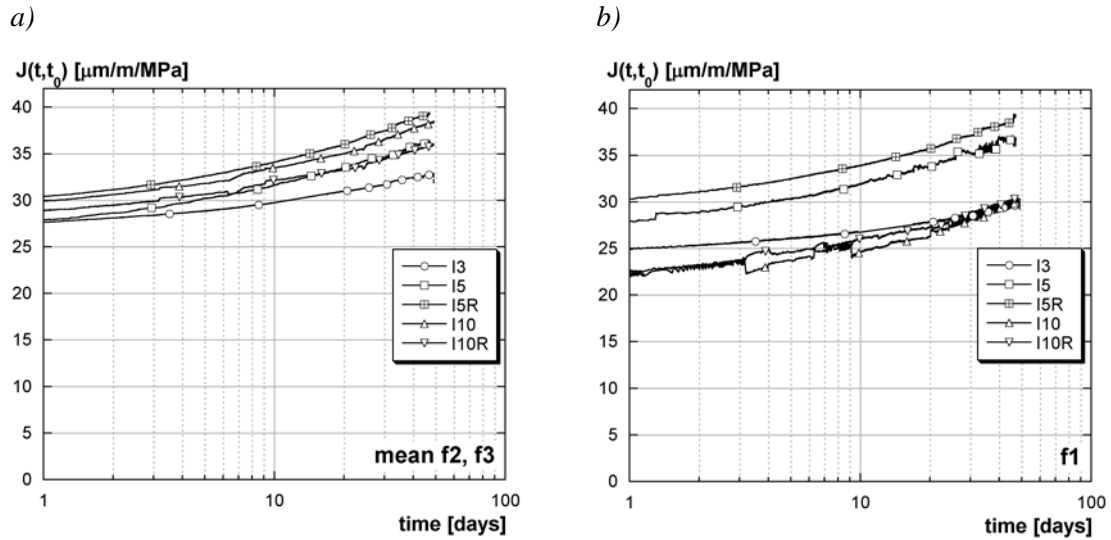 a)
J(t,t0) [μm/m/MPa]
40
35
30
25
20
15
10
5
0
I3
I5
I5R
I10
I10R
mean f2, f3
1 10 100
time [days]
b)
J(t,t0) [μm/m/MPa]
40
35
30
25
20
15
10
5
0
I3
I5
I5R
I10
I10R
f1
1 10 100
time [days]